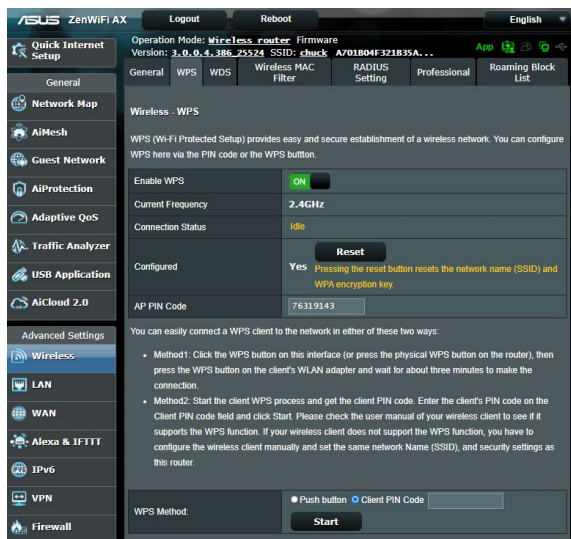 ASUS ZenWiFi AX Logout Reboot English
Quick Internet Setup
Operation Mode: Wireless router Firmware
Version: 3.0.0.4.386_25524 SSID: chuck A701B04F321B35A...
App
General WPS WDS Wireless MAC Filter RADIUS Setting Professional Roaming Block List
General
Network Map
AiMesh
Guest Network
AiProtection
Adaptive QoS
Traffic Analyzer
USB Application
AiCloud 2.0
Advanced Settings
Wireless
LAN
WAN
Alexa & IFTTT
IPv6
VPN
Firewall
Wireless - WPS
WPS (Wi-Fi Protected Setup) provides easy and secure establishment of a wireless network. You can configure
WPS here via the PIN code or the WPS buttton.
Enable WPS ON
Current Frequency 2.4GHz
Connection Status Idle
Configured Yes Reset
Pressing the reset button resets the network name (SSID) and
WPA encryption key.
AP PIN Code 76319143
You can easily connect a WPS client to the network in either of these two ways:
• Method1: Click the WPS button on this interface (or press the physical WPS button on the router), then
press the WPS button on the client's WLAN adapter and wait for about three minutes to make the
connection.
• Method2: Start the client WPS process and get the client PIN code. Enter the client's PIN code on the
Client PIN code field and click Start. Please check the user manual of your wireless client to see if it
supports the WPS function. If your wireless client does not support the WPS function, you have to
configure the wireless client manually and set the same network Name (SSID), and security settings as
this router.
WPS Method: Push button Client PIN Code
Start